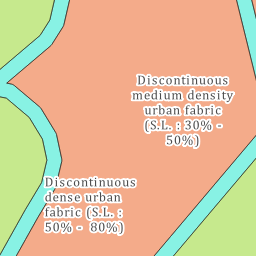 Discontinuous
medium density
urban fabric
(S.L. : 30% -
50%)
Discontinuous
dense urban
fabric (S.L. :
50% -  80%)